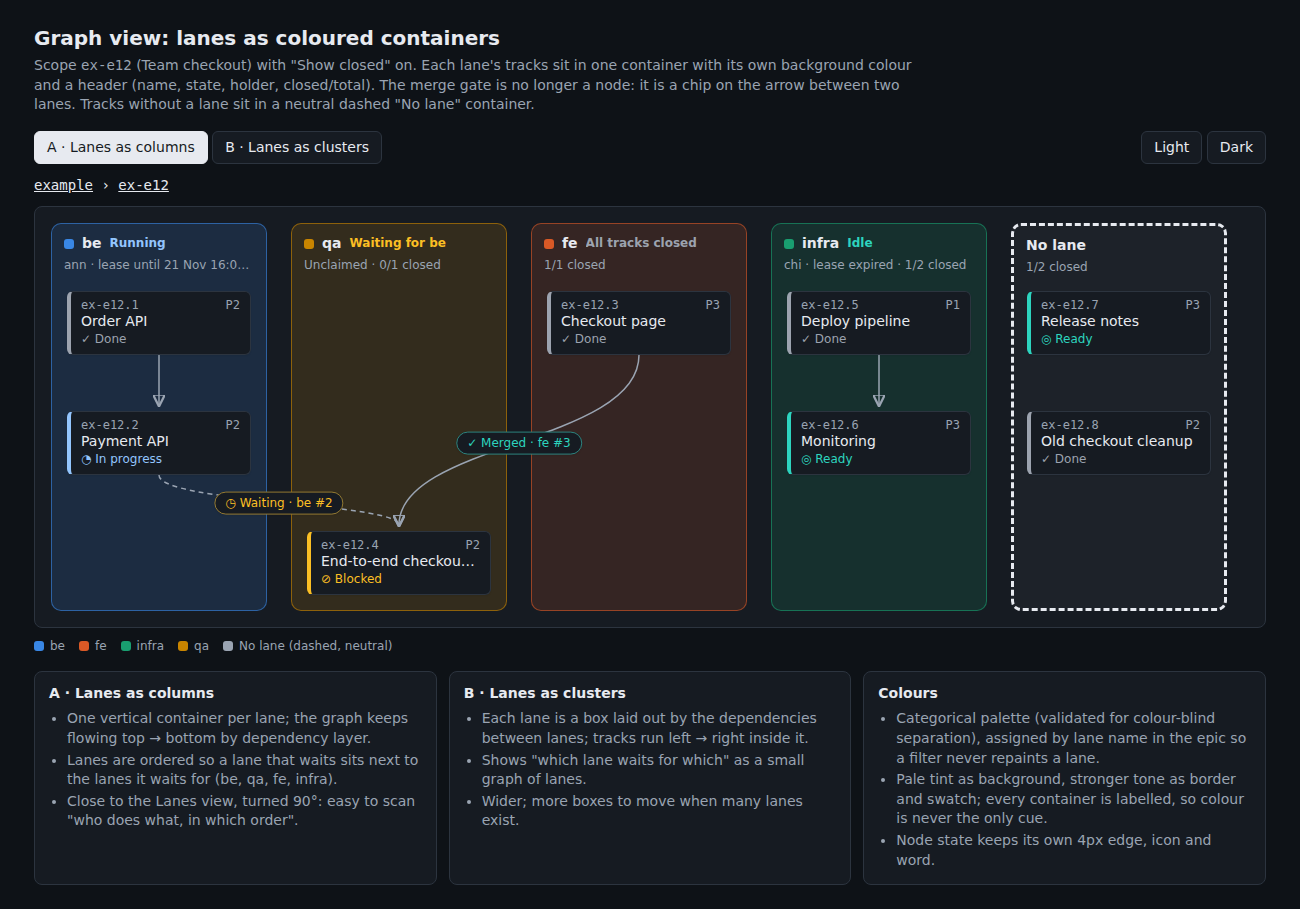 Graph view: lanes as coloured containers
Scope ex-e12 (Team checkout) with "Show closed" on. Each lane's tracks sit in one container with its own background colour
and a header (name, state, holder, closed/total). The merge gate is no longer a node: it is a chip on the arrow between two
lanes. Tracks without a lane sit in a neutral dashed "No lane" container.
A · Lanes as columns
B · Lanes as clusters
Light
Dark
example › ex-e12
be Running
ann · lease until 21 Nov 16:0…
ex-e12.1 P2
Order API
✓ Done
ex-e12.2 P2
Payment API
◔ In progress
◷ Waiting · be #2
qa Waiting for be
Unclaimed · 0/1 closed
ex-e12.4 P2
End-to-end checkou…
⊘ Blocked
fe All tracks closed
1/1 closed
ex-e12.3 P3
Checkout page
✓ Done
✓ Merged · fe #3
infra Idle
chi · lease expired · 1/2 closed
ex-e12.5 P1
Deploy pipeline
✓ Done
ex-e12.6 P3
Monitoring
◎ Ready
No lane
1/2 closed
ex-e12.7 P3
Release notes
◎ Ready
ex-e12.8 P2
Old checkout cleanup
✓ Done
be fe infra qa No lane (dashed, neutral)
A · Lanes as columns
• One vertical container per lane; the graph keeps
flowing top → bottom by dependency layer.
• Lanes are ordered so a lane that waits sits next to
the lanes it waits for (be, qa, fe, infra).
• Close to the Lanes view, turned 90°: easy to scan
"who does what, in which order".
B · Lanes as clusters
• Each lane is a box laid out by the dependencies
between lanes; tracks run left → right inside it.
• Shows "which lane waits for which" as a small
graph of lanes.
• Wider; more boxes to move when many lanes
exist.
Colours
• Categorical palette (validated for colour-blind
separation), assigned by lane name in the epic so
a filter never repaints a lane.
• Pale tint as background, stronger tone as border
and swatch; every container is labelled, so colour
is never the only cue.
• Node state keeps its own 4px edge, icon and
word.